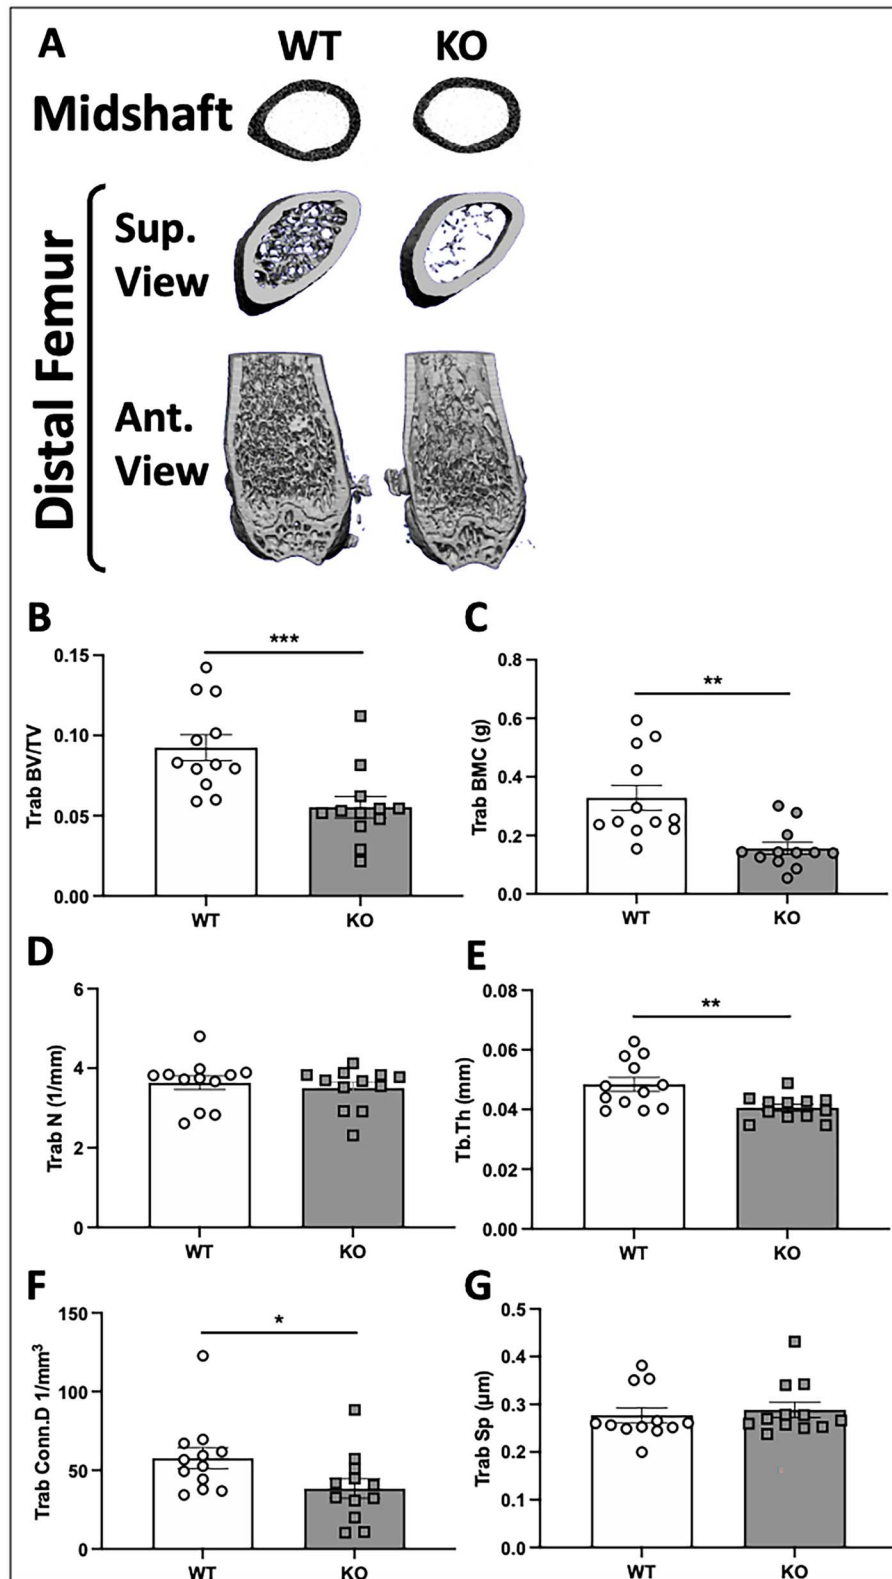 A
WT KO
Midshaft
Distal Femur
Sup.
View
Ant.
View
B
Trab BV/TV
0.15
0.10
0.05
0.00
***
WT KO
C
Trab BMC (g)
0.8
0.6
0.4
0.2
0.0
**
WT KO
D
Trab N (1/mm)
6
4
2
0
WT KO
E
Tb.Th (mm)
0.08
0.06
0.04
0.02
0.00
**
WT KO
F
Trab Conn.D 1/mm³
150
100
50
0
*
WT KO
G
Trab Sp (μm)
0.5
0.4
0.3
0.2
0.1
0.0
WT KO